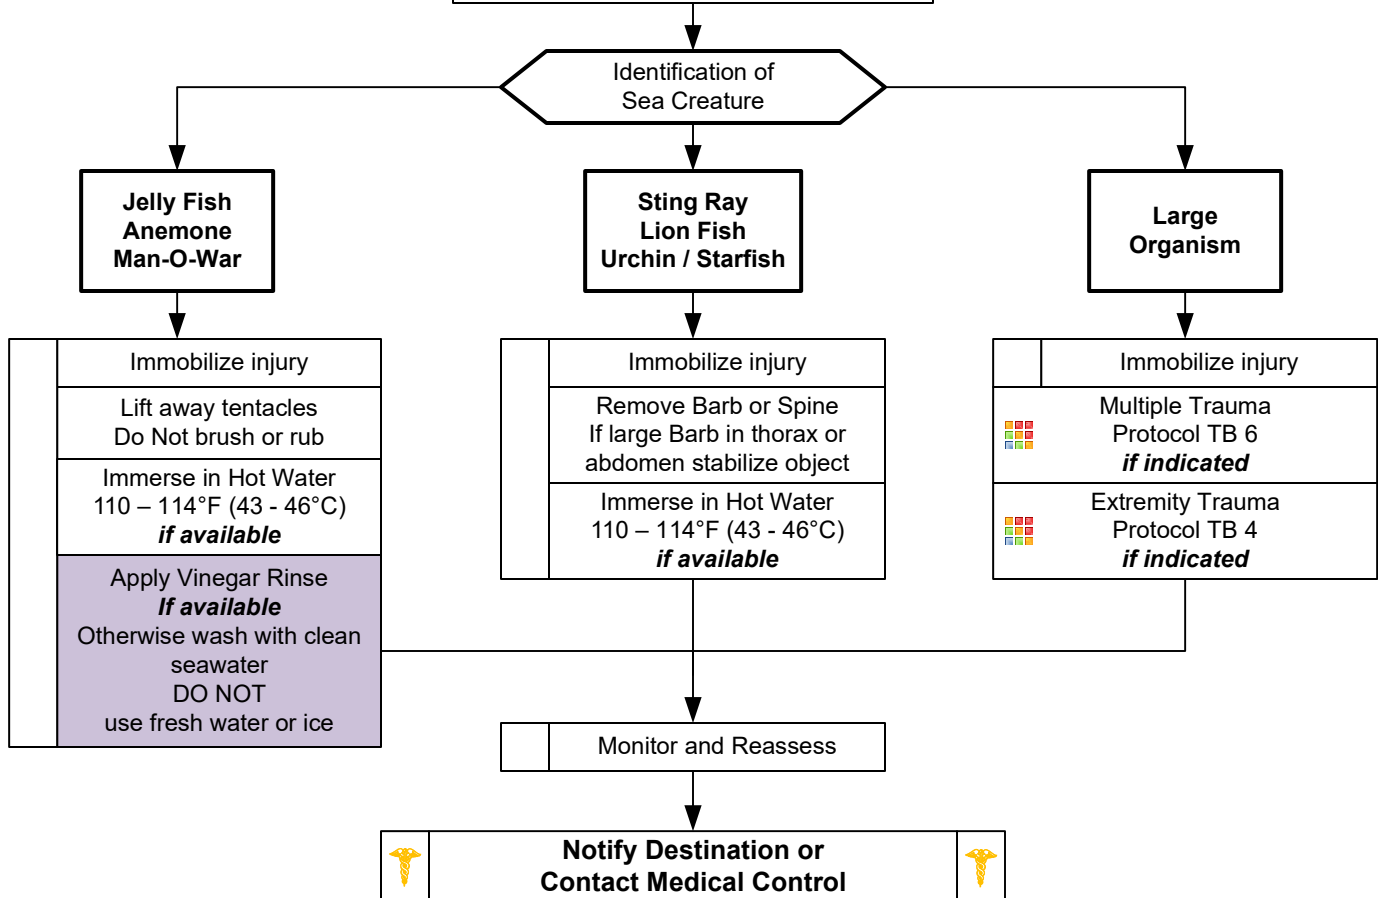 Identification of
Sea Creature
Jelly Fish
Anemone
Man-O-War
Sting Ray
Lion Fish
Urchin / Starfish
Large
Organism
Immobilize injury
Lift away tentacles
Do Not brush or rub
Immerse in Hot Water
110 – 114°F (43 - 46°C)
if available
Apply Vinegar Rinse
If available
Otherwise wash with clean
seawater
DO NOT
use fresh water or ice
Immobilize injury
Remove Barb or Spine
If large Barb in thorax or
abdomen stabilize object
Immerse in Hot Water
110 – 114°F (43 - 46°C)
if available
Immobilize injury
Multiple Trauma
Protocol TB 6
if indicated
Extremity Trauma
Protocol TB 4
if indicated
Monitor and Reassess
Notify Destination or
Contact Medical Control